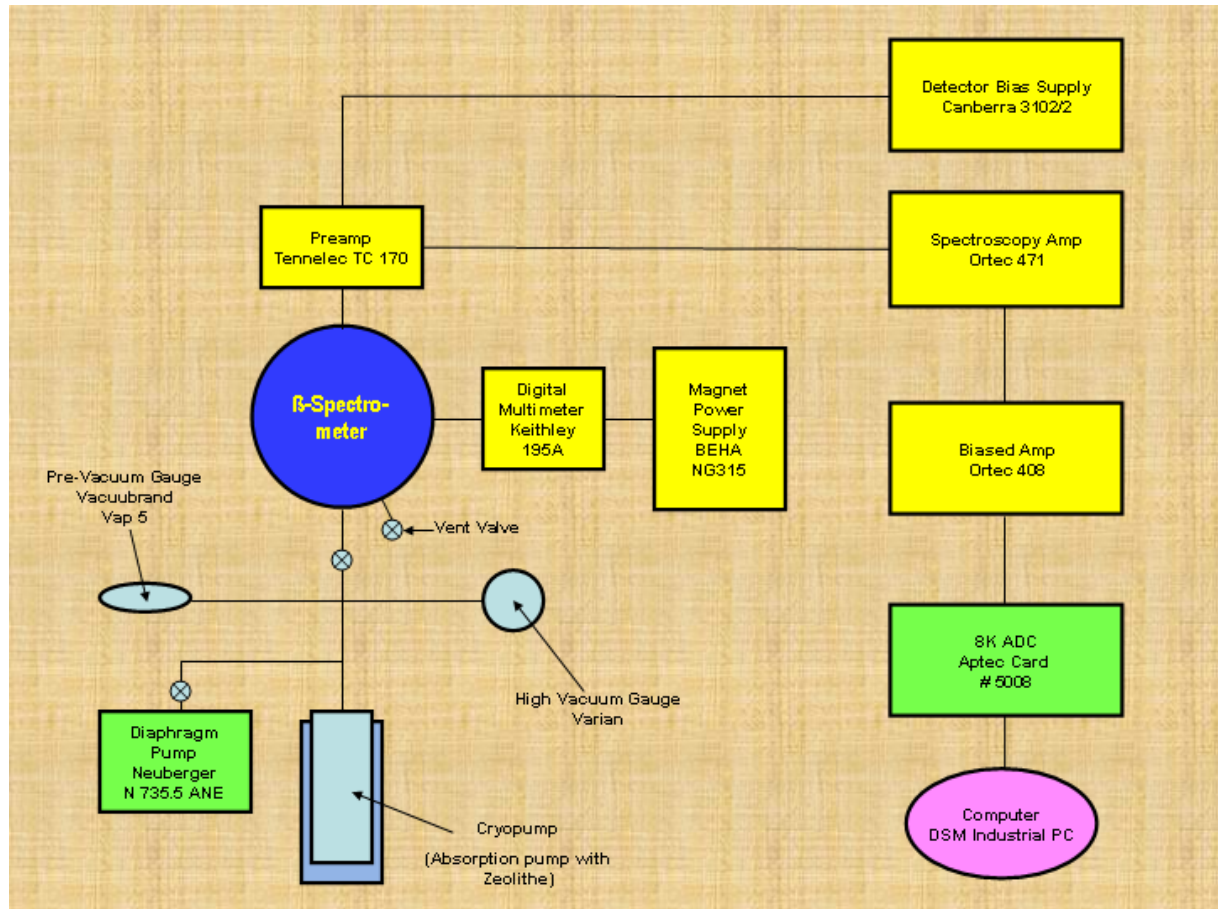 Detector Bias Supply
Canberra 3102/2
Preamp
Tennelec TC 170
Spectroscopy Amp
Ortec 471
ß-Spectro-
meter
Digital
Multimeter
Keithley
195A
Magnet
Power
Supply
BEHA
NG315
Biased Amp
Ortec 408
Pre-Vacuum Gauge
Vacuubrand
Vap 5
Vent Valve
8K ADC
Aptec Card
# 5008
High Vacuum Gauge
Varian
Diaphragm
Pump
Neuberger
N 735.5 ANE
Computer
DSM Industrial PC
Cryopump
(Absorption pump with
Zeolithe)